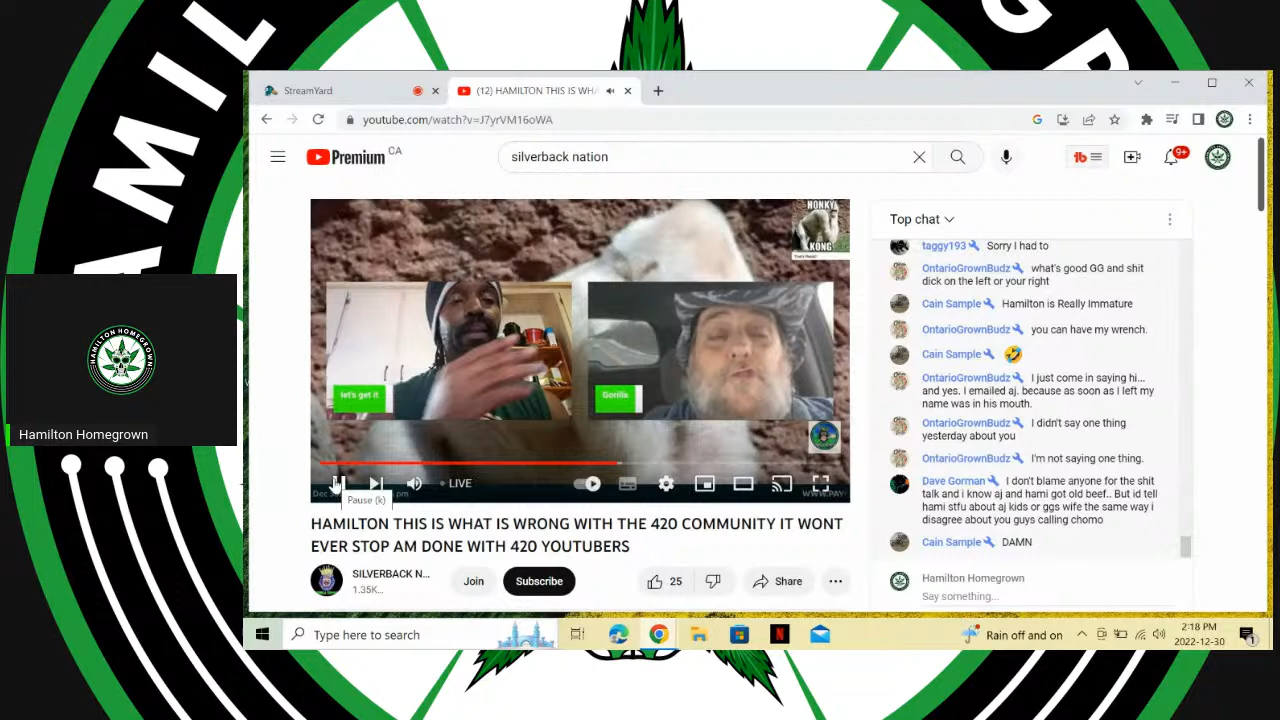 StreamYard
(12) HAMILTON THIS IS WHA
youtube.com/watch?v=J7yrVM16oWA
Premium CA
silverback nation
9+
HONKY
KONG
let's get it
Gorilla
LIVE
Pause (k)
HAMILTON THIS IS WHAT IS WRONG WITH THE 420 COMMUNITY IT WONT
EVER STOP AM DONE WITH 420 YOUTUBERS
SILVERBACK N...
1.35K...
Join
Subscribe
25
Share
Top chat
taggy193 Sorry I had to
OntarioGrownBudz what's good GG and shit
dick on the left or your right
Cain Sample Hamilton is Really Immature
OntarioGrownBudz you can have my wrench.
Cain Sample 🤣
OntarioGrownBudz I just come in saying hi...
and yes. I emailed aj. because as soon as I left my
name was in his mouth.
OntarioGrownBudz I didn't say one thing
yesterday about you
OntarioGrownBudz I'm not saying one thing.
Dave Gorman I don't blame anyone for the shit
talk and i know aj and hami got old beef.. But id tell
hami stfu about aj kids or ggs wife the same way i
disagree about you guys calling chomo
Cain Sample DAMN
Hamilton Homegrown
Say something...
HAMILTON HOMEGROWN
Hamilton Homegrown
Type here to search
Rain off and on
2:18 PM
2022-12-30
1